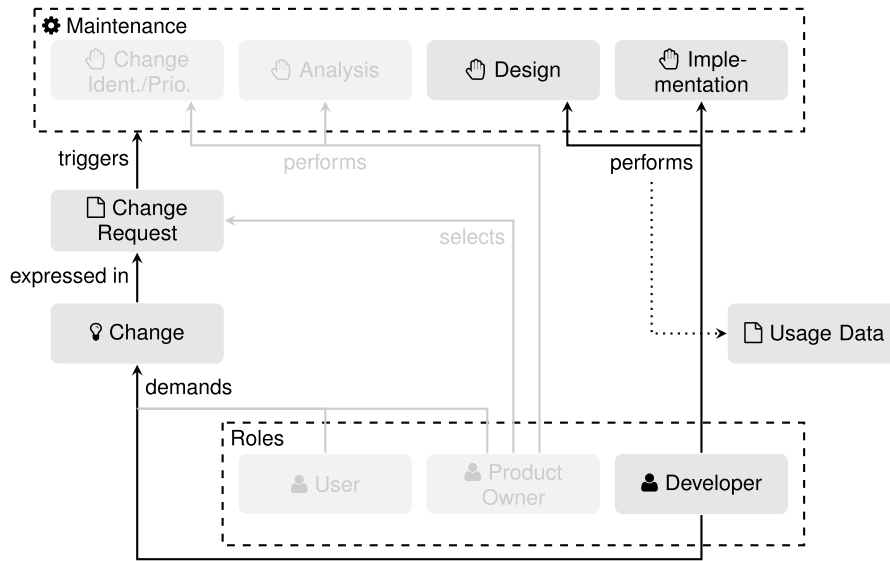 Maintenance
Change
Ident./Prio.
Analysis
Design
Imple-
mentation
triggers
performs
performs
Change
Request
selects
expressed in
Change
Usage Data
demands
Roles
User
Product
Owner
Developer